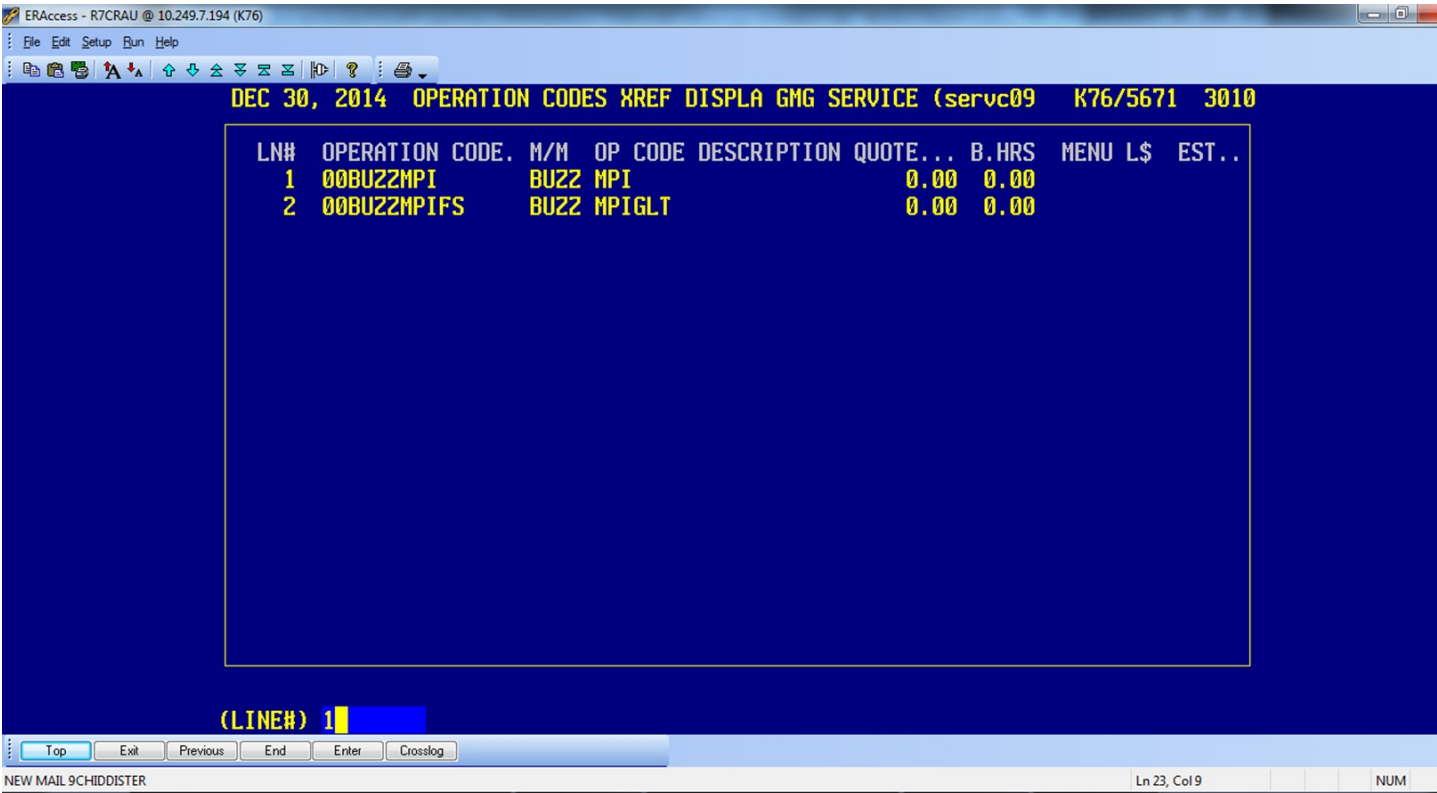 ERAccess - R7CRAU @ 10.249.7.194 (K76)
File Edit Setup Run Help
DEC 30, 2014 OPERATION CODES XREF DISPLA GMG SERVICE (servc09 K76/5671 3010
LN# OPERATION CODE. M/M OP CODE DESCRIPTION QUOTE... B.HRS MENU L$ EST..
1 00BUZZMPI BUZZ MPI 0.00 0.00
2 00BUZZMPIFS BUZZ MPIGLT 0.00 0.00
(LINE#) 1
Top Exit Previous End Enter Crosslog
NEW MAIL 9CHIDDISTER Ln 23, Col 9 NUM